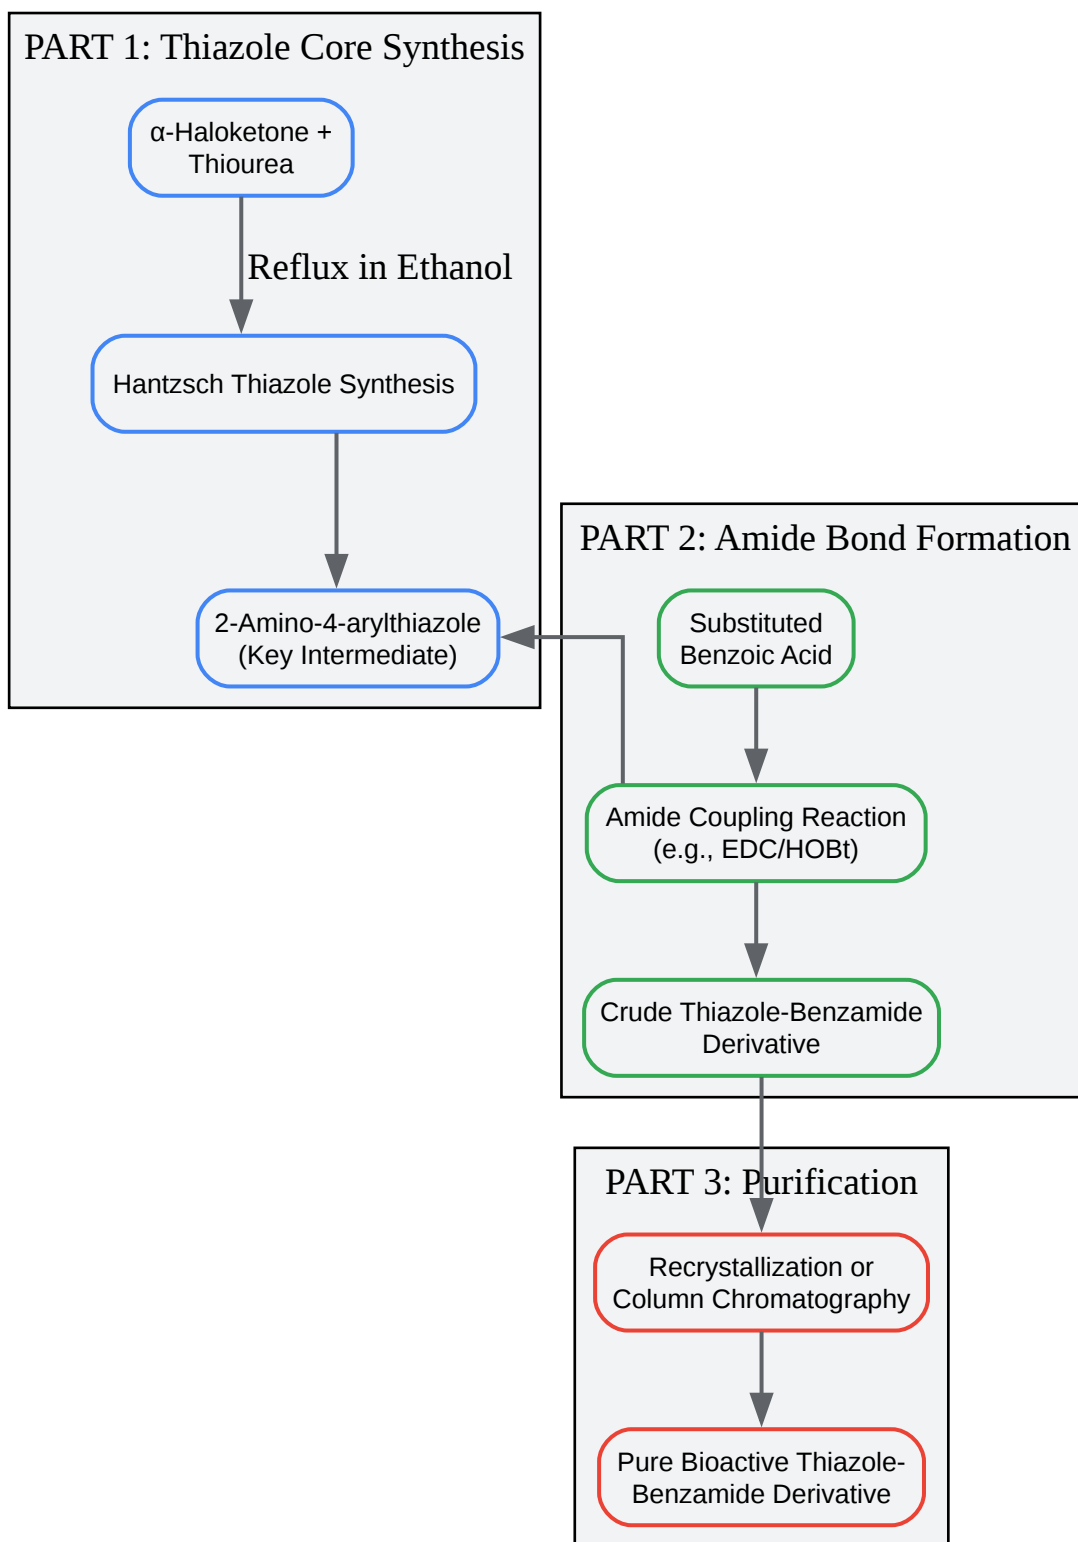 PART 1: Thiazole Core Synthesis
α-Haloketone +
Thiourea
Reflux in Ethanol
Hantzsch Thiazole Synthesis
2-Amino-4-arylthiazole
(Key Intermediate)
PART 2: Amide Bond Formation
Substituted
Benzoic Acid
Amide Coupling Reaction
(e.g., EDC/HOBt)
Crude Thiazole-Benzamide
Derivative
PART 3: Purification
Recrystallization or
Column Chromatography
Pure Bioactive Thiazole-
Benzamide Derivative